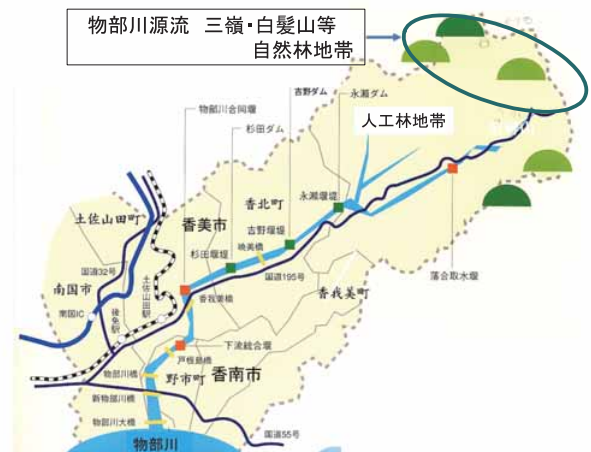 物部川源流 三嶺・白髪山等
自然林地帯
吉野ダム
永瀬ダム
物部川合同堰
杉田ダム
人工林地帯
香北町
永瀬堰堤
土佐山田町
香美市
吉野堰堤
暁美橋
杉田堰堤
国道195号
国道32号
土佐山田駅
香我美町
落合取水堰
南国市
南国IC
後免駅
香我美橋
下流統合堰
戸板島橋
物部川橋
野市町
香南市
新物部川橋
物部川大橋
国道55号
物部川